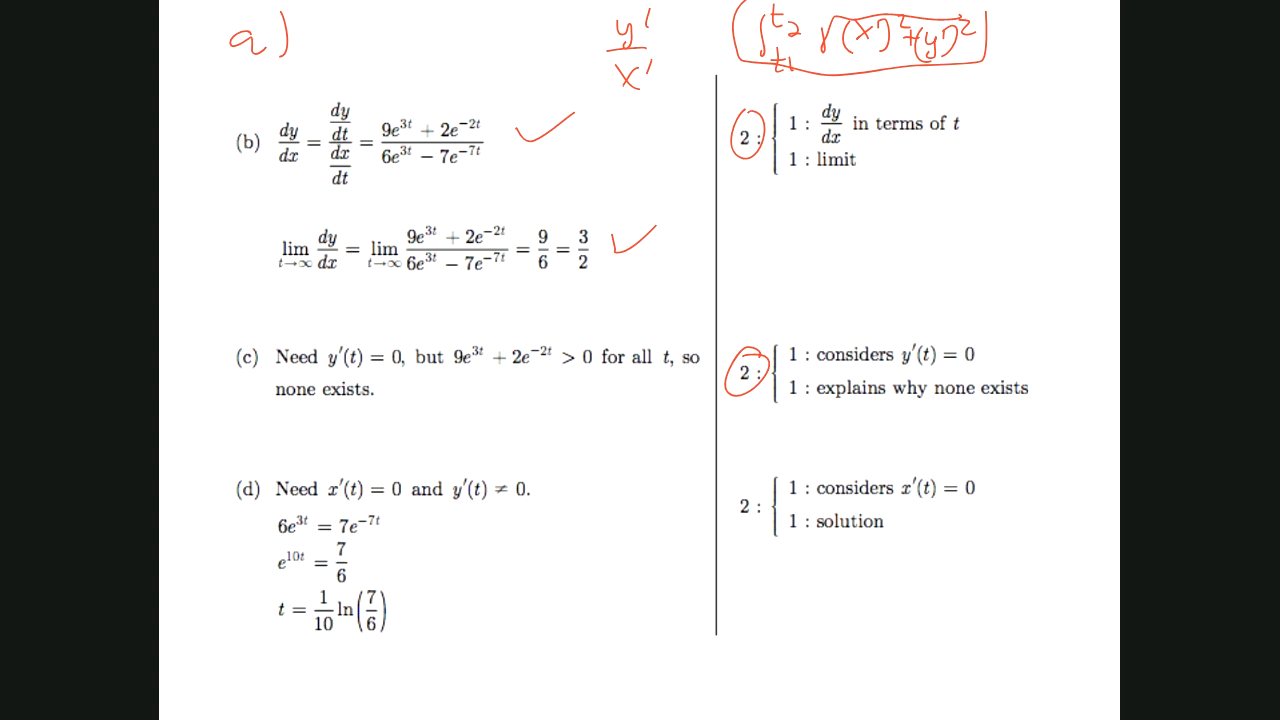 a)
y'/x'
∫_{t1}^{t2} √(x')²+(y')²
(b) dy/dx = (dy/dt)/(dx/dt) = (9e^{3t} + 2e^{−2t})/(6e^{3t} − 7e^{−7t})
2 : { 1 : dy/dx in terms of t
1 : limit
lim_{t→∞} dy/dx = lim_{t→∞} (9e^{3t} + 2e^{−2t})/(6e^{3t} − 7e^{−7t}) = 9/6 = 3/2
(c) Need y′(t) = 0, but 9e^{3t} + 2e^{−2t} > 0 for all t, so
none exists.
2 : { 1 : considers y′(t) = 0
1 : explains why none exists
(d) Need x′(t) = 0 and y′(t) ≠ 0.
6e^{3t} = 7e^{−7t}
e^{10t} = 7/6
t = 1/10 ln(7/6)
2 : { 1 : considers x′(t) = 0
1 : solution